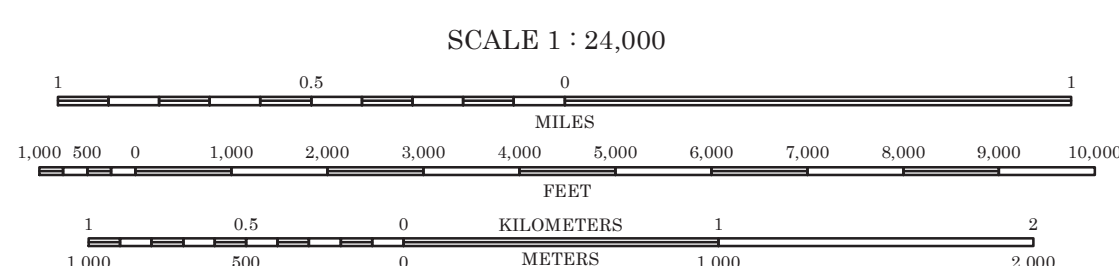 SCALE 1 : 24,000
1 0.5 0 1
MILES
1,000 500 0 1,000 2,000 3,000 4,000 5,000 6,000 7,000 8,000 9,000 10,000
FEET
1 0.5 0 KILOMETERS 1 2
1,000 500 0 METERS 1,000 2,000